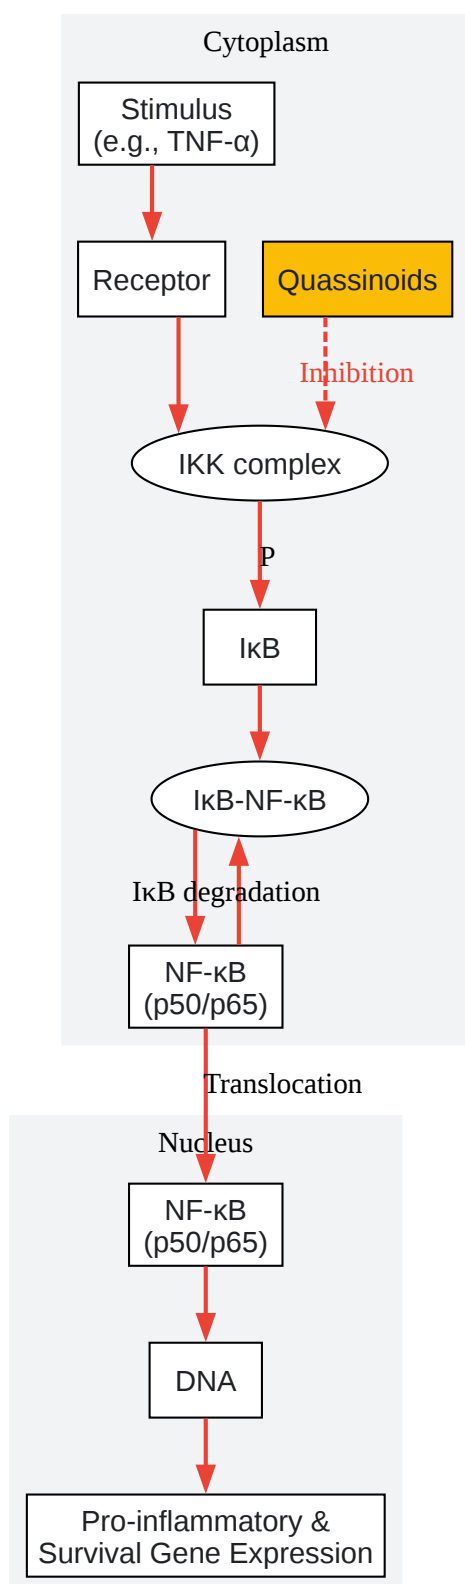 Cytoplasm
Stimulus
(e.g., TNF-α)
Receptor
Quassinoids
Inhibition
IKK complex
P
IκB
IκB-NF-κB
IκB degradation
NF-κB
(p50/p65)
Translocation
Nucleus
NF-κB
(p50/p65)
DNA
Pro-inflammatory &
Survival Gene Expression